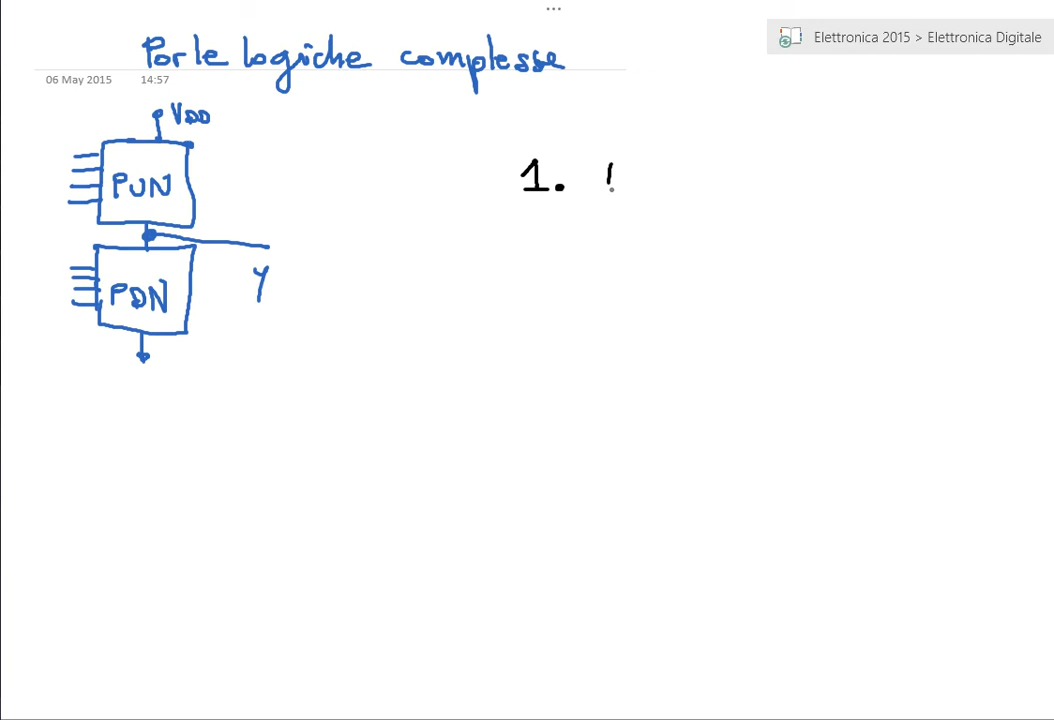 Elettronica 2015 > Elettronica Digitale
Porte logiche complesse
06 May 2015 14:57
VDD
PUN
1.
Y
PDN